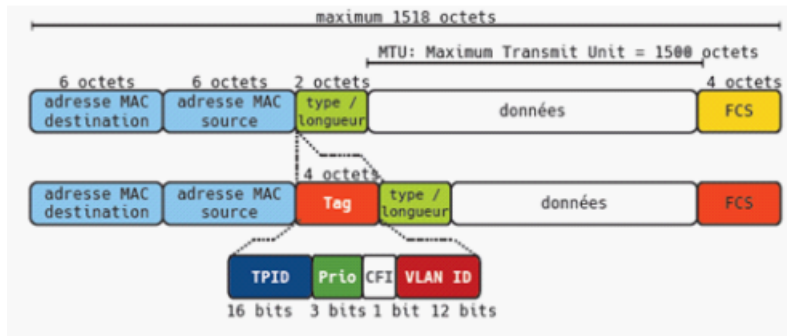 maximum 1518 octets
MTU: Maximum Transmit Unit = 1500 octets
6 octets 6 octets 2 octets 4 octets
adresse MAC destination
adresse MAC source
type / longueur
données
FCS
4 octets
adresse MAC destination
adresse MAC source
Tag
type / longueur
données
FCS
TPID Prio CFI VLAN ID
16 bits 3 bits 1 bit 12 bits